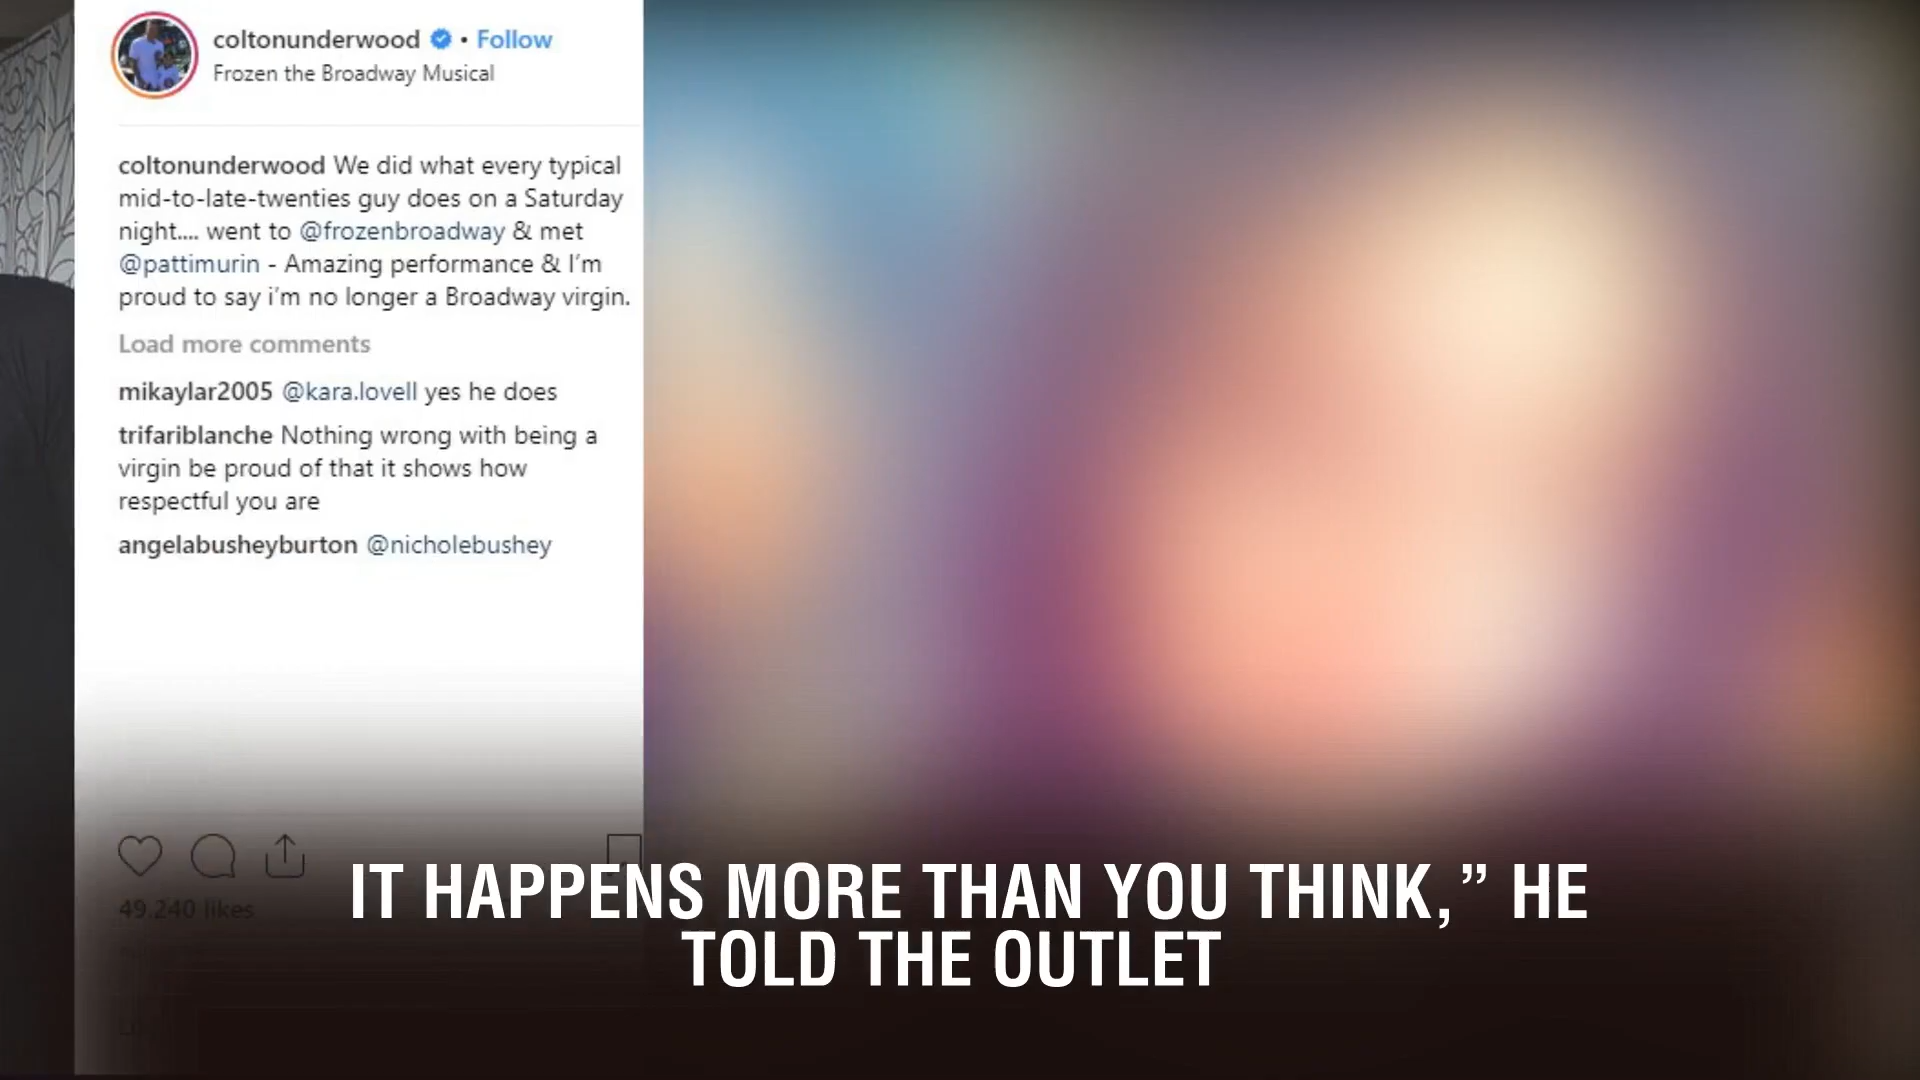 coltonunderwood • Follow
Frozen the Broadway Musical
coltonunderwood We did what every typical
mid-to-late-twenties guy does on a Saturday
night.... went to @frozenbroadway & met
@pattimurin - Amazing performance & I'm
proud to say i'm no longer a Broadway virgin.
Load more comments
mikaylar2005 @kara.lovell yes he does
trifariblanche Nothing wrong with being a
virgin be proud of that it shows how
respectful you are
angelabusheyburton @nicholebushey
49,240 likes
IT HAPPENS MORE THAN YOU THINK,” HE
TOLD THE OUTLET